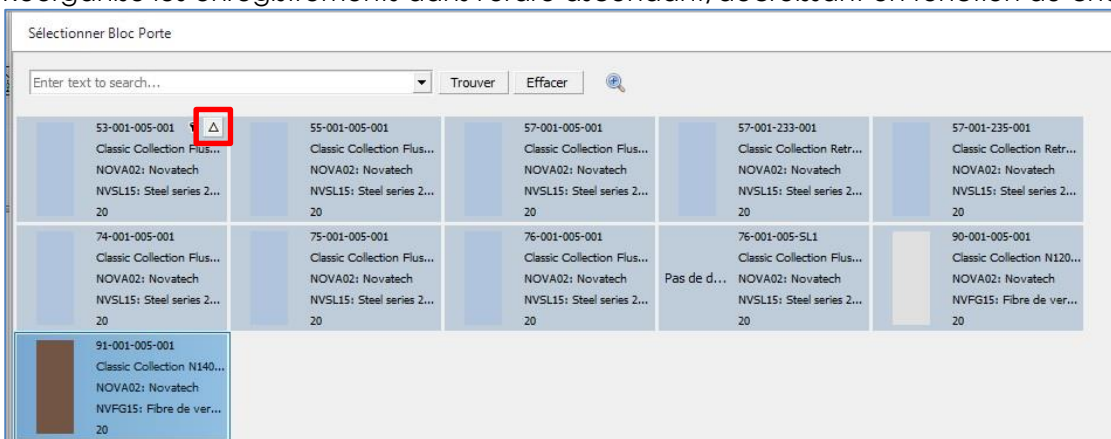 Réorganise les enregistrements dans l'ordre ascendant/décroissant en fonction de
Sélectionner Bloc Porte
Enter text to search... Trouver Effacer
53-001-005-001
Classic Collection Flus...
NOVA02: Novatech
NVSL15: Steel series 2...
20
55-001-005-001
Classic Collection Flus...
NOVA02: Novatech
NVSL15: Steel series 2...
20
57-001-005-001
Classic Collection Flus...
NOVA02: Novatech
NVSL15: Steel series 2...
20
57-001-233-001
Classic Collection Retr...
NOVA02: Novatech
NVSL15: Steel series 2...
20
57-001-235-001
Classic Collection Retr...
NOVA02: Novatech
NVSL15: Steel series 2...
20
74-001-005-001
Classic Collection Flus...
NOVA02: Novatech
NVSL15: Steel series 2...
20
75-001-005-001
Classic Collection Flus...
NOVA02: Novatech
NVSL15: Steel series 2...
20
76-001-005-001
Classic Collection Flus...
NOVA02: Novatech
NVSL15: Steel series 2...
20
Pas de d...
76-001-005-SL1
Classic Collection Flus...
NOVA02: Novatech
NVSL15: Steel series 2...
20
90-001-005-001
Classic Collection N120...
NOVA02: Novatech
NVFG15: Fibre de ver...
20
91-001-005-001
Classic Collection N140...
NOVA02: Novatech
NVFG15: Fibre de ver...
20